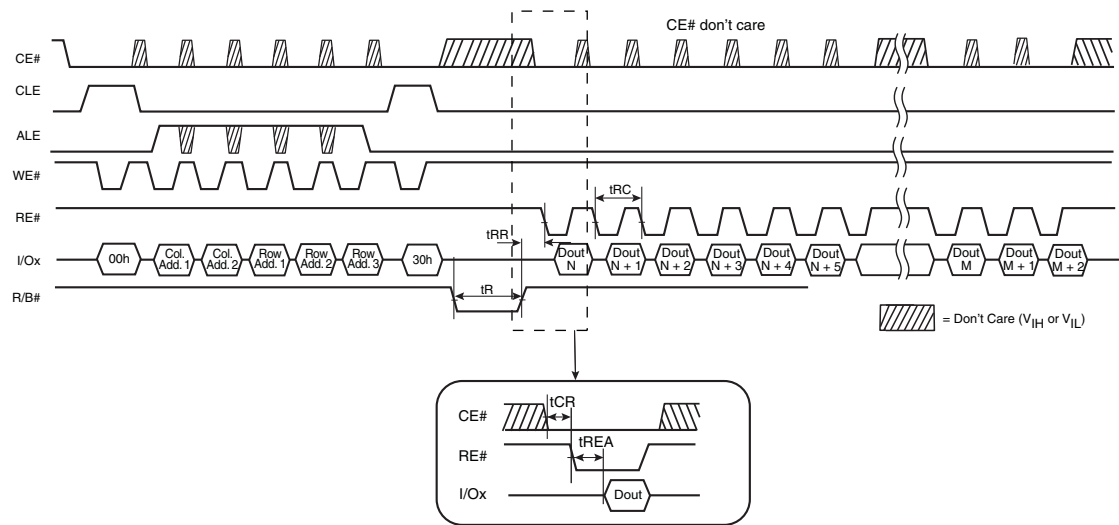 CE# don't care
CE#
CLE
ALE
WE#
tRC
RE#
tRR
I/Ox
00h
Col. Add. 1
Col. Add. 2
Row Add. 1
Row Add. 2
Row Add. 3
30h
Dout N
Dout N + 1
Dout N + 2
Dout N + 3
Dout N + 4
Dout N + 5
Dout M
Dout M + 1
Dout M + 2
tR
R/B#
= Don't Care (VIH or VIL)
tCR
CE#
tREA
RE#
I/Ox
Dout